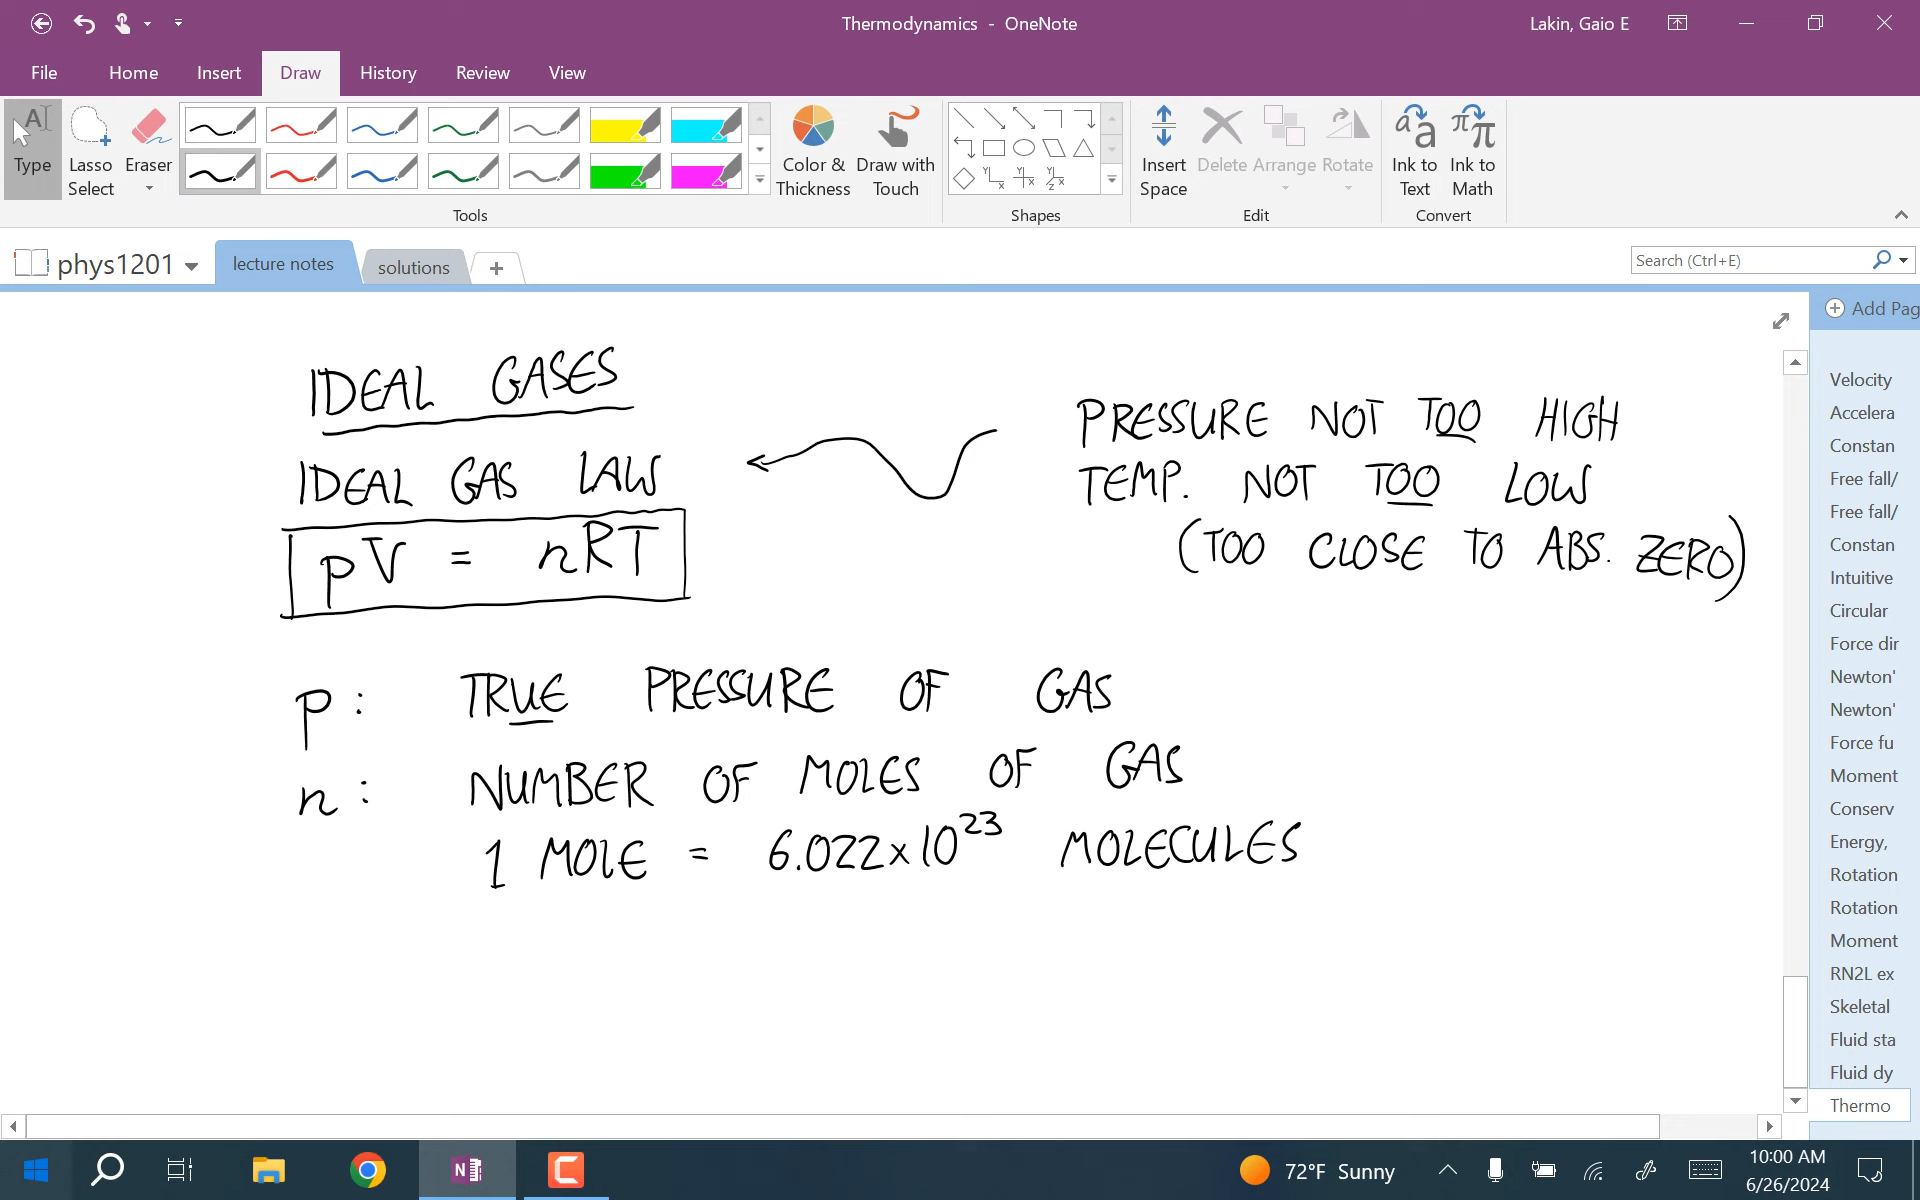 Thermodynamics - OneNote
Lakin, Gaio E
File Home Insert Draw History Review View
Type
Lasso Select
Eraser
Color & Thickness
Draw with Touch
Insert Space
Delete
Arrange
Rotate
Ink to Text
Ink to Math
Tools
Shapes
Edit
Convert
phys1201
lecture notes
solutions
Search (Ctrl+E)
Add Pag
IDEAL GASES
IDEAL GAS LAW
pV = nRT
PRESSURE NOT TOO HIGH
TEMP. NOT TOO LOW
(TOO CLOSE TO ABS. ZERO)
p: TRUE PRESSURE OF GAS
n: NUMBER OF MOLES OF GAS
1 MOLE = 6.022x10^23 MOLECULES
Velocity
Accelera
Constan
Free fall/
Free fall/
Constan
Intuitive
Circular
Force dir
Newton'
Newton'
Force fu
Moment
Conserv
Energy,
Rotation
Rotation
Moment
RN2L ex
Skeletal
Fluid sta
Fluid dy
Thermo
72°F Sunny
10:00 AM
6/26/2024